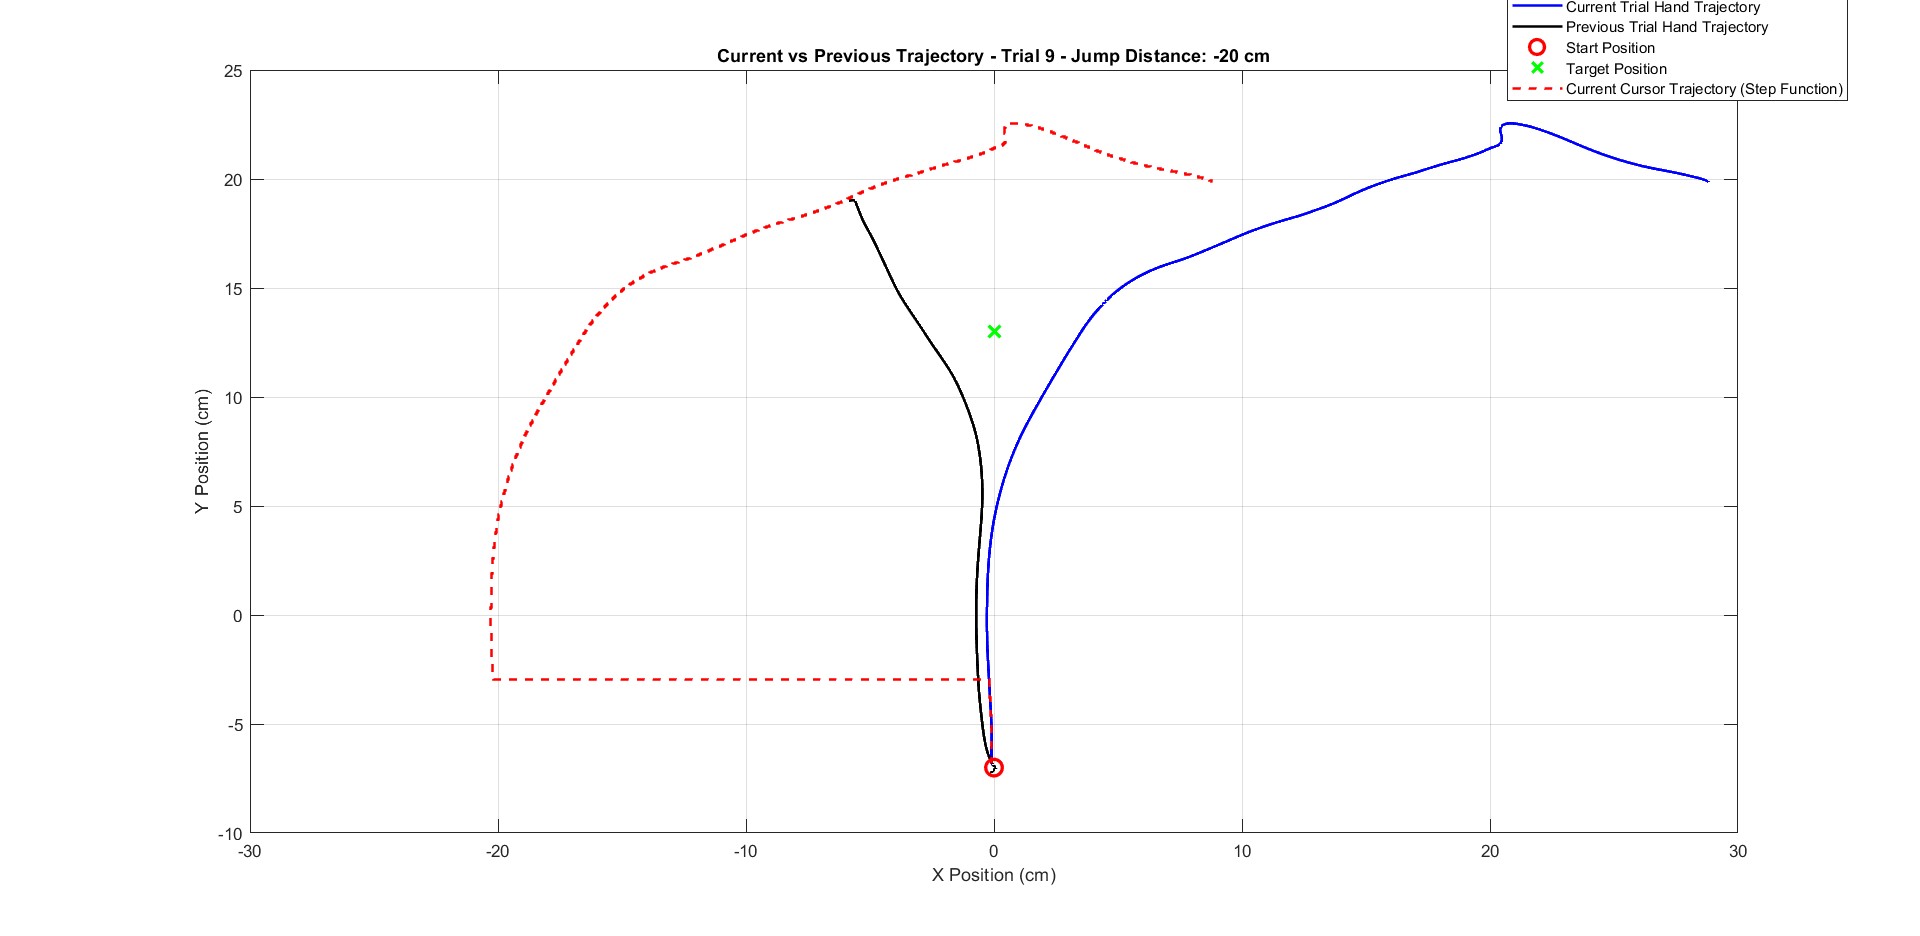 Current Trial Hand Trajectory
Previous Trial Hand Trajectory
Start Position
Target Position
Current Cursor Trajectory (Step Function)
Current vs Previous Trajectory - Trial 9 - Jump Distance: -20 cm
25
20
15
10
5
0
-5
-10
Y Position (cm)
-30
-20
-10
0
10
20
30
X Position (cm)